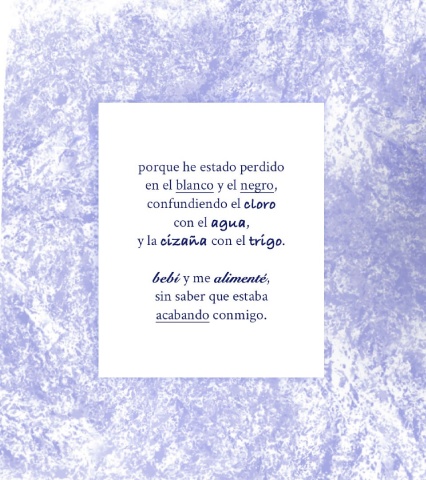 porque he estado perdido
en el blanco y el negro,
confundiendo el cloro
con el agua,
y la cizaña con el trigo.
bebí y me alimenté,
sin saber que estaba
acabando conmigo.